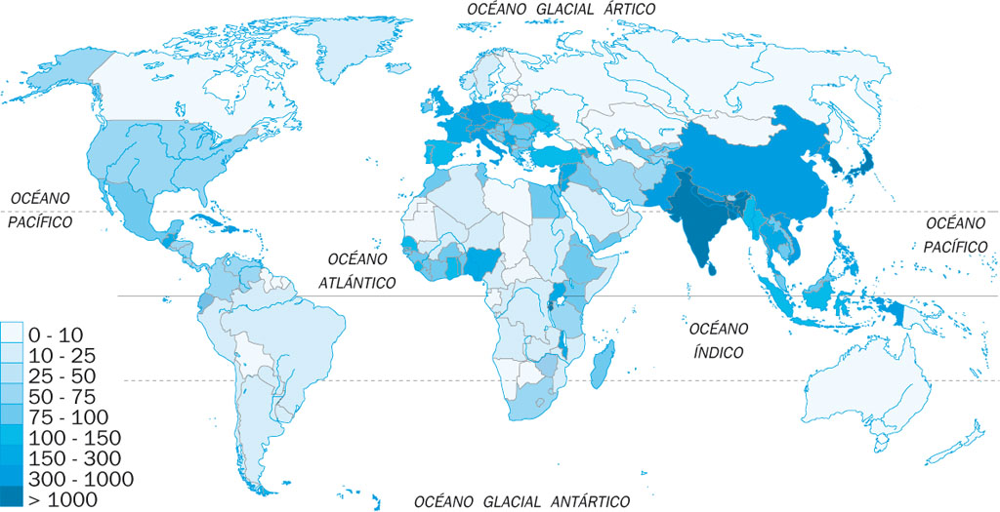 OCÉANO GLACIAL ÁRTICO
OCÉANO
PACÍFICO
OCÉANO
ATLÁNTICO
OCÉANO
PACÍFICO
OCÉANO
ÍNDICO
0 - 10
10 - 25
25 - 50
50 - 75
75 - 100
100 - 150
150 - 300
300 - 1000
> 1000
OCÉANO GLACIAL ANTÁRTICO